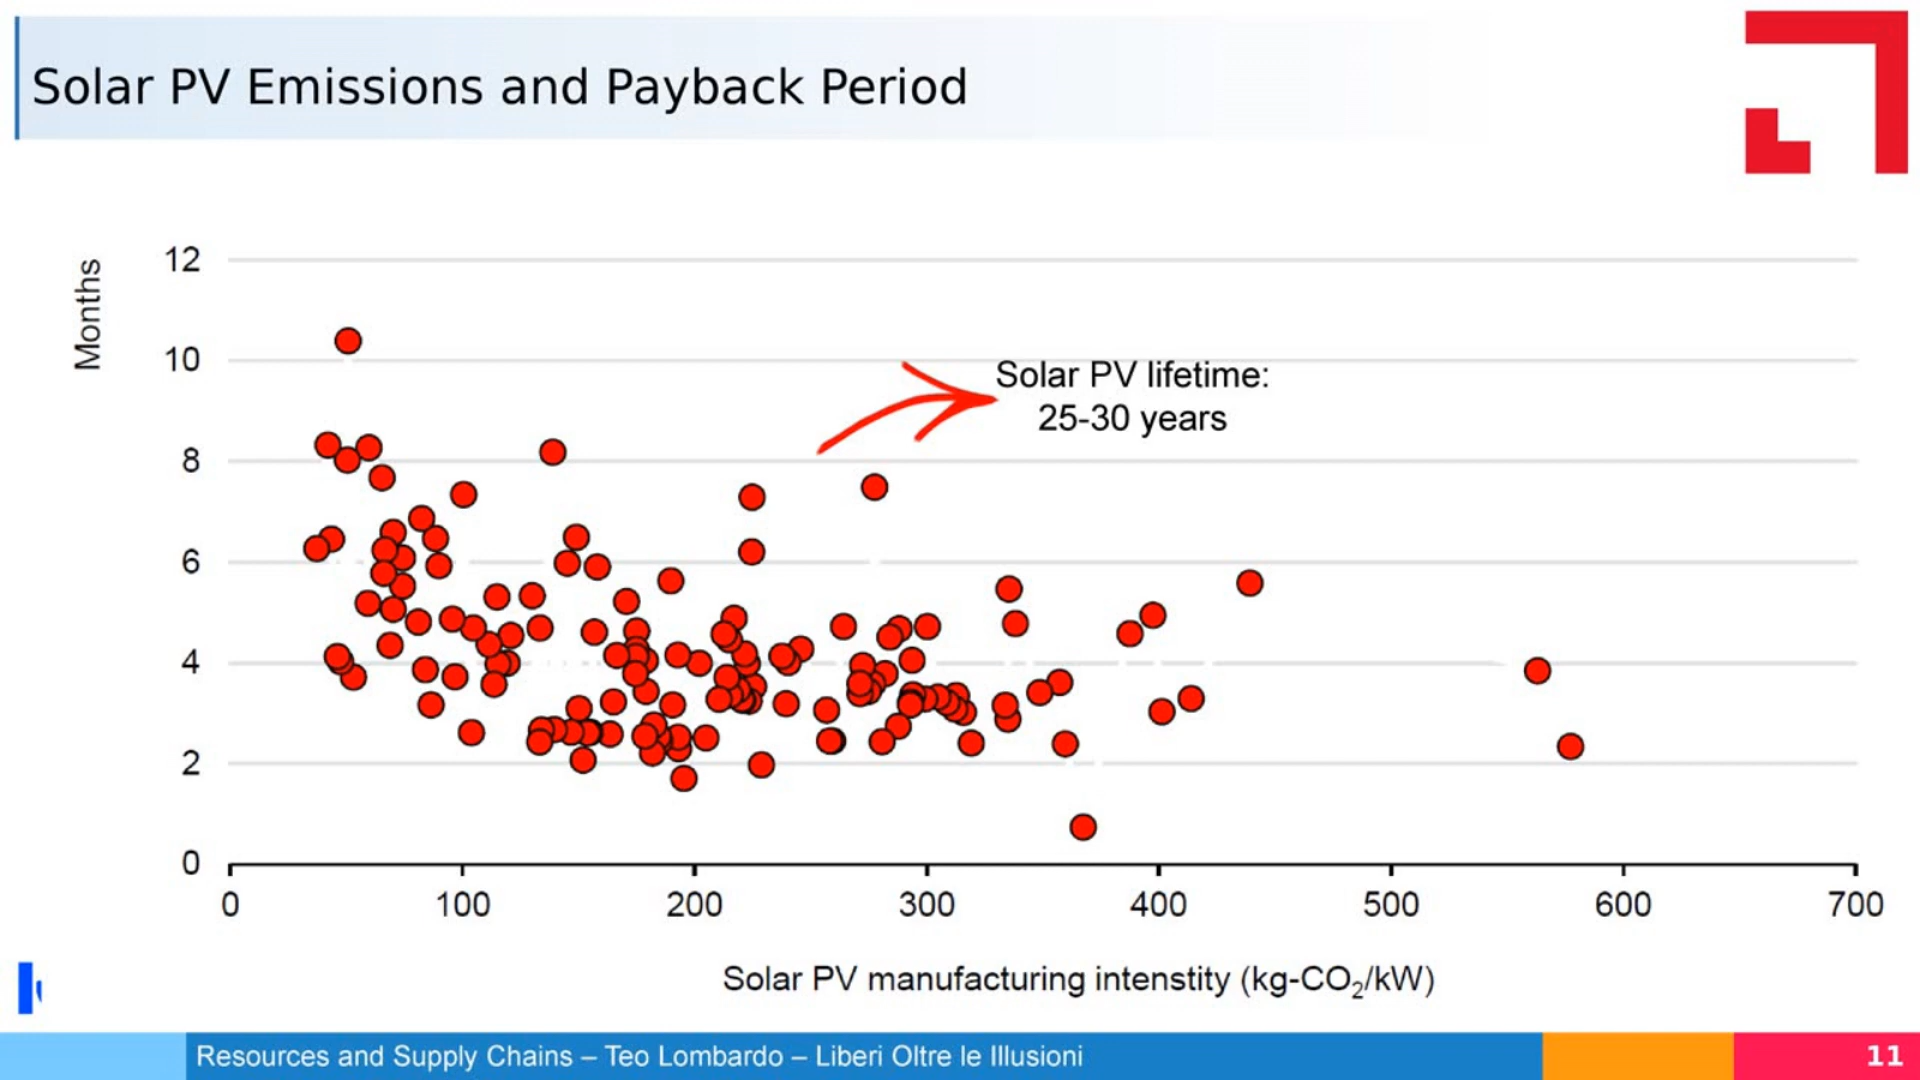 Solar PV Emissions and Payback Period
Months
12
10
8
6
4
2
0
Solar PV lifetime:
25-30 years
0 100 200 300 400 500 600 700
Solar PV manufacturing intenstity (kg-CO₂/kW)
Resources and Supply Chains – Teo Lombardo – Liberi Oltre le Illusioni
11